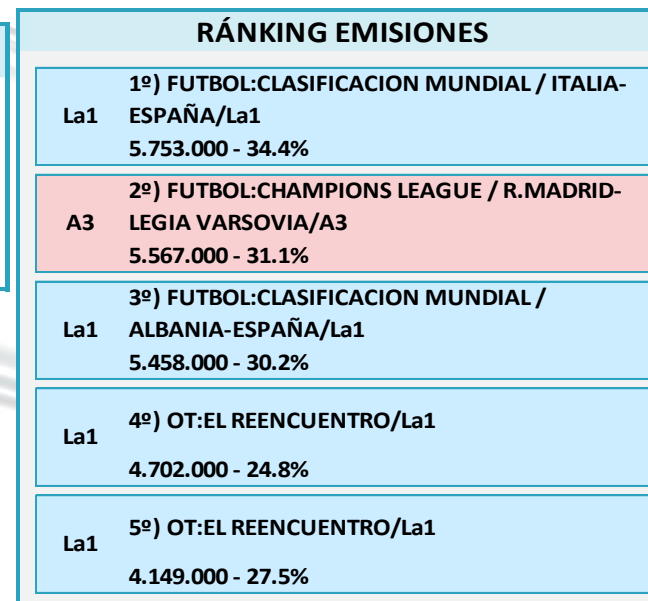 RÁNKING EMISIONES
1º) FUTBOL:CLASIFICACION MUNDIAL / ITALIA-
La1 ESPAÑA/La1
5.753.000 - 34.4%
2º) FUTBOL:CHAMPIONS LEAGUE / R.MADRID-
A3 LEGIA VARSOVIA/A3
5.567.000 - 31.1%
3º) FUTBOL:CLASIFICACION MUNDIAL /
La1 ALBANIA-ESPAÑA/La1
5.458.000 - 30.2%
La1
4º) OT:EL REENCUENTRO/La1
4.702.000 - 24.8%
La1
5º) OT:EL REENCUENTRO/La1
4.149.000 - 27.5%